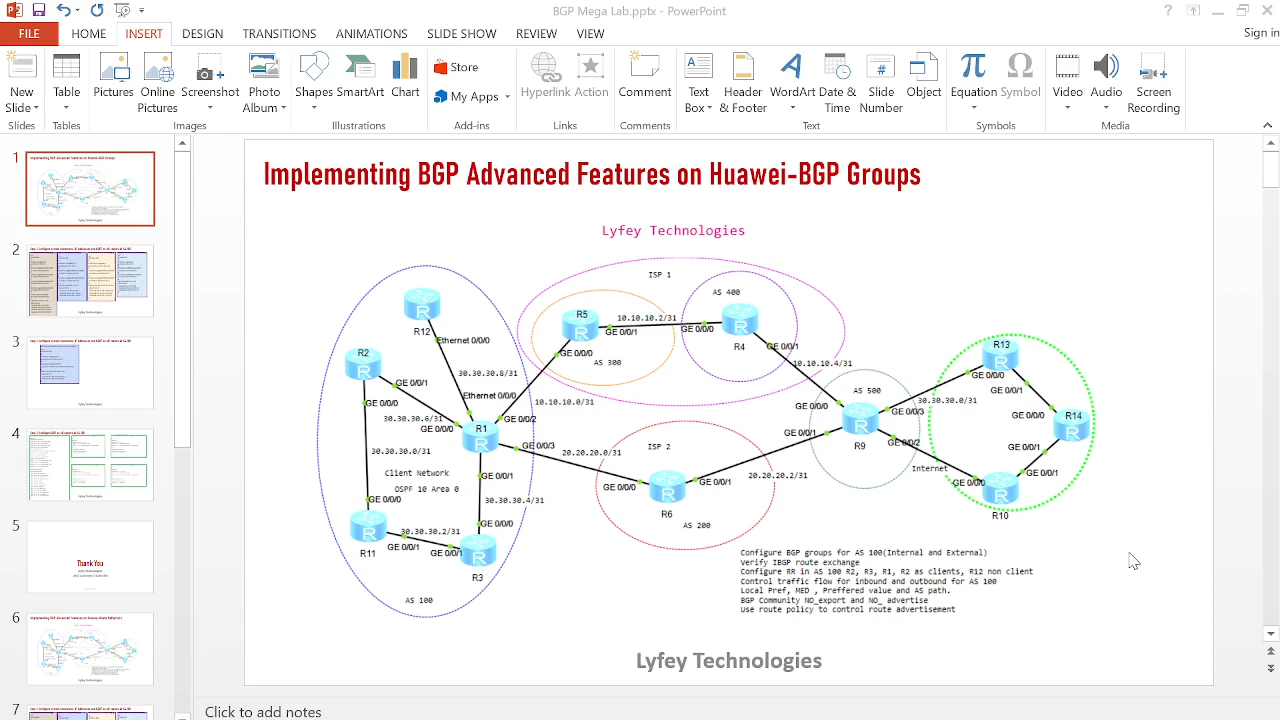 BGP Mega Lab.pptx - PowerPoint
FILE HOME INSERT DESIGN TRANSITIONS ANIMATIONS SLIDE SHOW REVIEW VIEW Sign in
New Slide
Table
Pictures
Online Pictures
Screenshot
Photo Album
Shapes
SmartArt
Chart
Store
My Apps
Hyperlink
Action
Comment
Text Box
Header & Footer
WordArt
Date & Time
Slide Number
Object
Equation
Symbol
Video
Audio
Screen Recording
Slides Tables Images Illustrations Add-ins Links Comments Text Symbols Media
1
2
3
4
5
Thank You
6
7
Implementing BGP Advanced Features on Huawei-BGP Groups
Lyfey Technologies
ISP 1
AS 400
R5
10.10.10.2/31
GE 0/0/1
GE 0/0/0
R4
GE 0/0/1
GE 0/0/0
AS 300
10.10.10.4/31
R12
Ethernet 0/0/0
30.30.30.8/31
Ethernet 0/0/0
R2
GE 0/0/1
GE 0/0/0
30.30.30.6/31
GE 0/0/0
10.10.10.0/31
30.30.30.0/31
Client Network
OSPF 10 Area 0
GE 0/0/1
30.30.30.4/31
GE 0/0/0
R11
GE 0/0/1
30.30.30.2/31
GE 0/0/1
GE 0/0/0
R3
AS 100
20.20.20.0/31
ISP 2
GE 0/0/0
GE 0/0/1
R6
AS 200
20.20.20.2/31
AS 500
GE 0/0/0
GE 0/0/1
R9
GE 0/0/3
GE 0/0/2
30.30.30.0/31
Internet
R13
GE 0/0/0
GE 0/0/1
GE 0/0/0
R14
GE 0/0/1
GE 0/0/1
GE 0/0/0
R10
Configure BGP groups for AS 100(Internal and External)
Verify IBGP route exchange
Configure RR in AS 100 R2, R3, R1, R2 as clients, R12 non client
Control traffic flow for inbound and outbound for AS 100
Local Pref, MED , Preffered value and AS path.
BGP Community NO_export and NO_ advertise
Use route policy to control route advertisement
Lyfey Technologies
Click to add notes